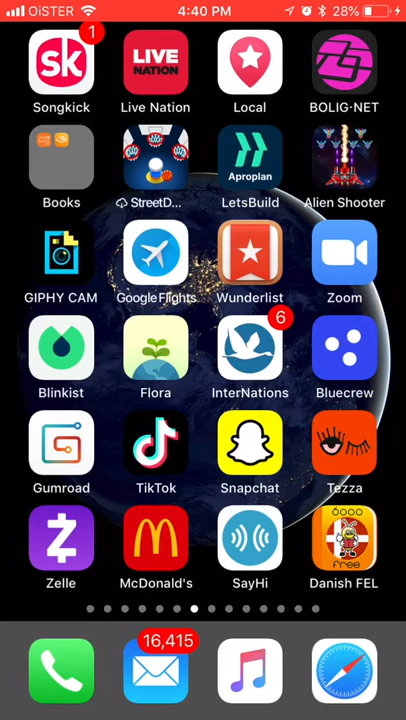 OiSTER 4:40 PM 28%
1
sk LIVE NATION
Songkick Live Nation Local BOLIG·NET
Aproplan
Books StreetD... LetsBuild Alien Shooter
GIPHY CAM Google Flights Wunderlist Zoom
6
Blinkist Flora InterNations Bluecrew
Gumroad TikTok Snapchat Tezza
6000
free
Zelle McDonald's SayHi Danish FEL
16,415